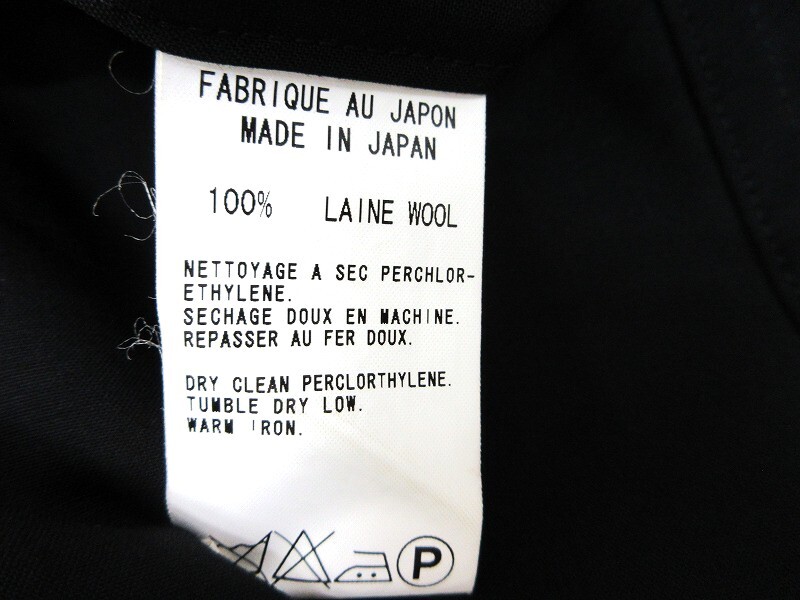 FABRIQUE AU JAPON
MADE IN JAPAN
100% LAINE WOOL
NETTOYAGE A SEC PERCHLOR-
ETHYLENE.
SECHAGE DOUX EN MACHINE.
REPASSER AU FER DOUX.
DRY CLEAN PERCLORTHYLENE.
TUMBLE DRY LOW.
WARM IRON.
P